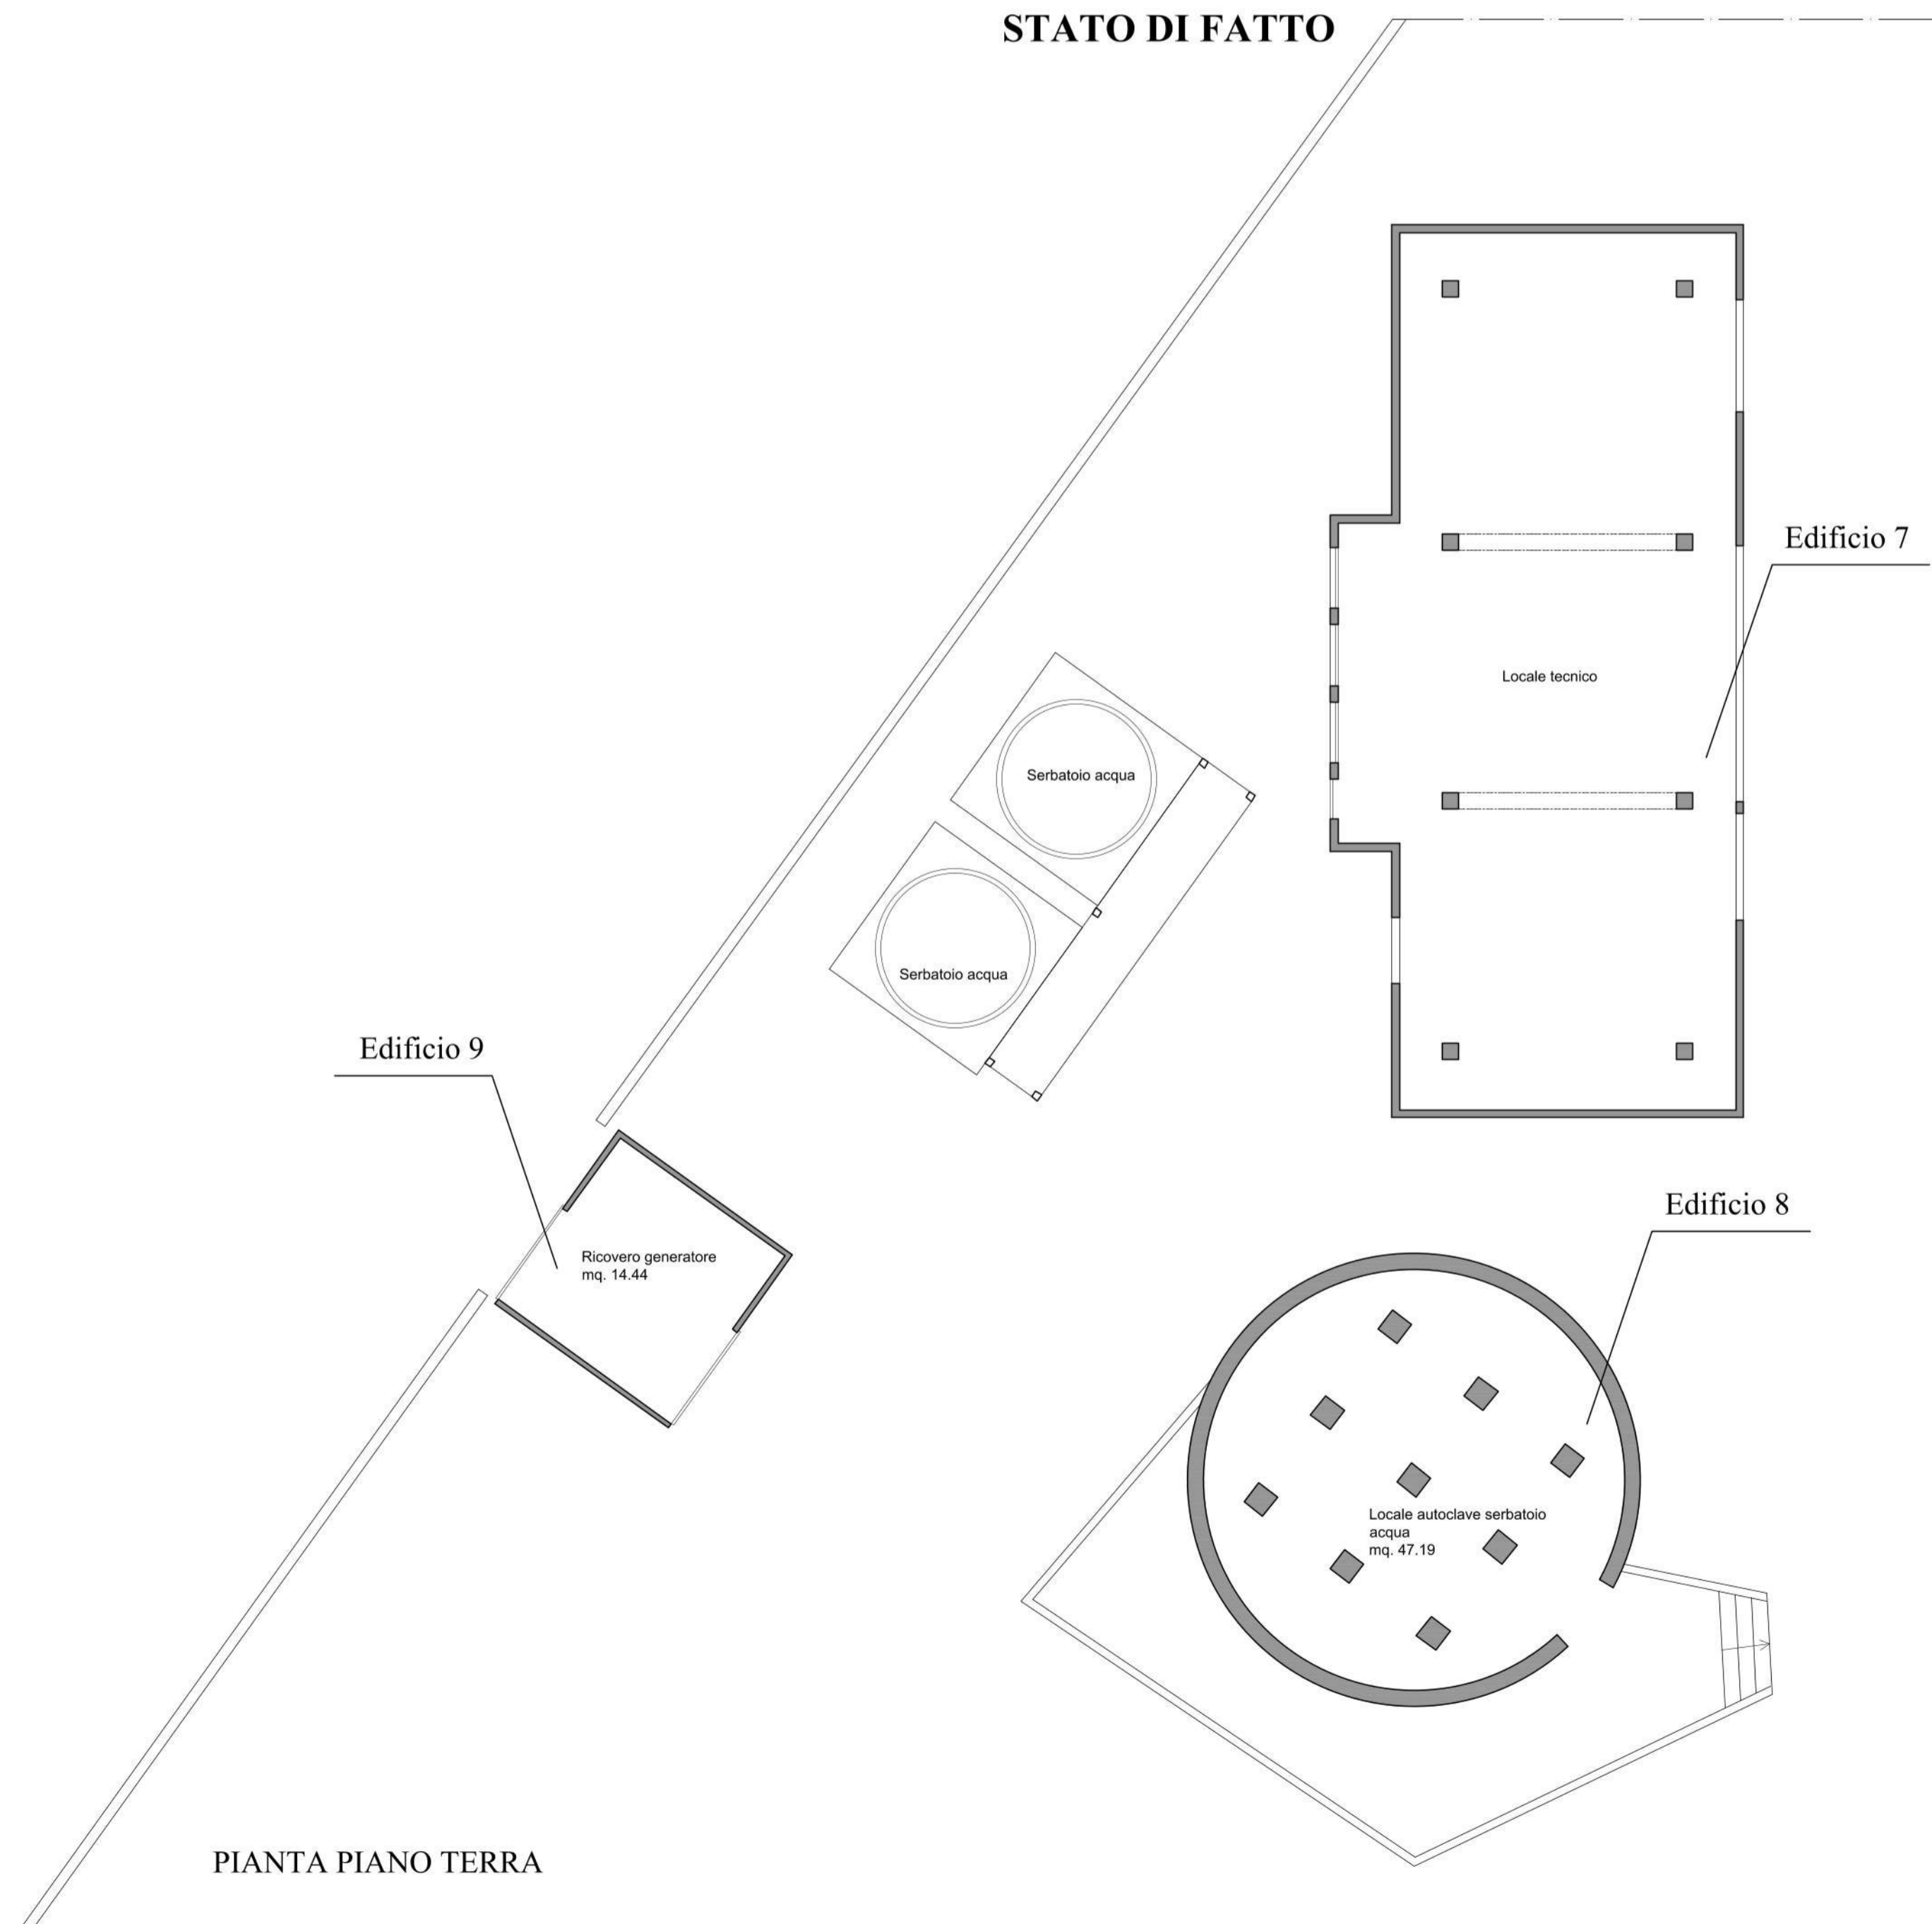 STATO DI FATTO
Edificio 7
Locale tecnico
Serbatoio acqua
Serbatoio acqua
Edificio 9
Ricovero generatore
mq. 14.44
Edificio 8
Locale autoclave serbatoio
acqua
mq. 47.19
PIANTA PIANO TERRA